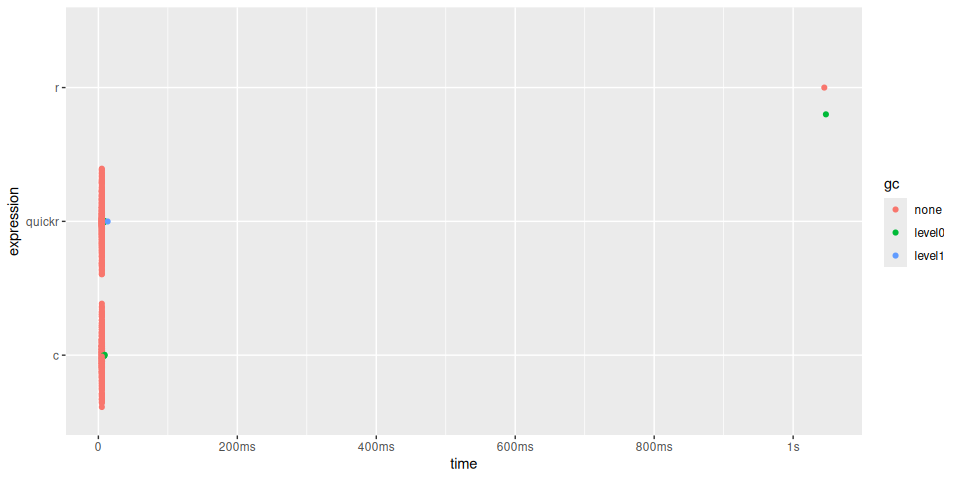 r
quickr
c
expression
0
200ms
400ms
600ms
800ms
1s
time
gc
none
level0
level1